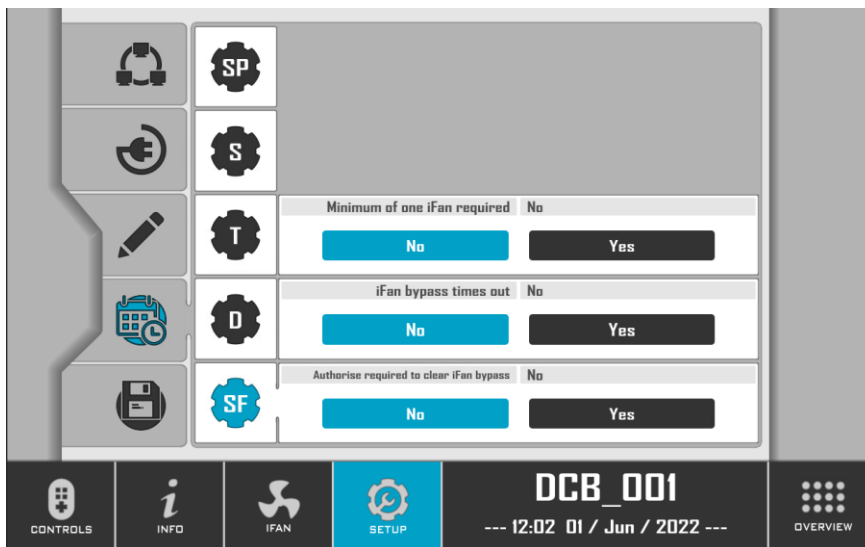 SP
S
T
Minimum of one iFan required No
No Yes
D
iFan bypass times out No
No Yes
SF
Authorise required to clear iFan bypass No
No Yes
CONTROLS
i
INFO
IFAN
SETUP
DCB_001
--- 12:02 01 / Jun / 2022 ---
OVERVIEW